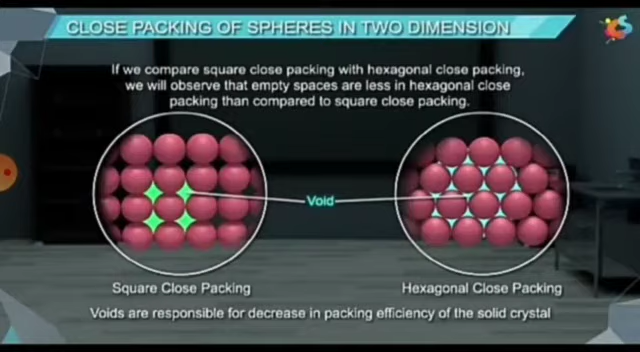 CLOSE PACKING OF SPHERES IN TWO DIMENSION
If we compare square close packing with hexagonal close packing,
we will observe that empty spaces are less in hexagonal close
packing than compared to square close packing.
Void
Square Close Packing
Hexagonal Close Packing
Voids are responsible for decrease in packing efficiency of the solid crystal